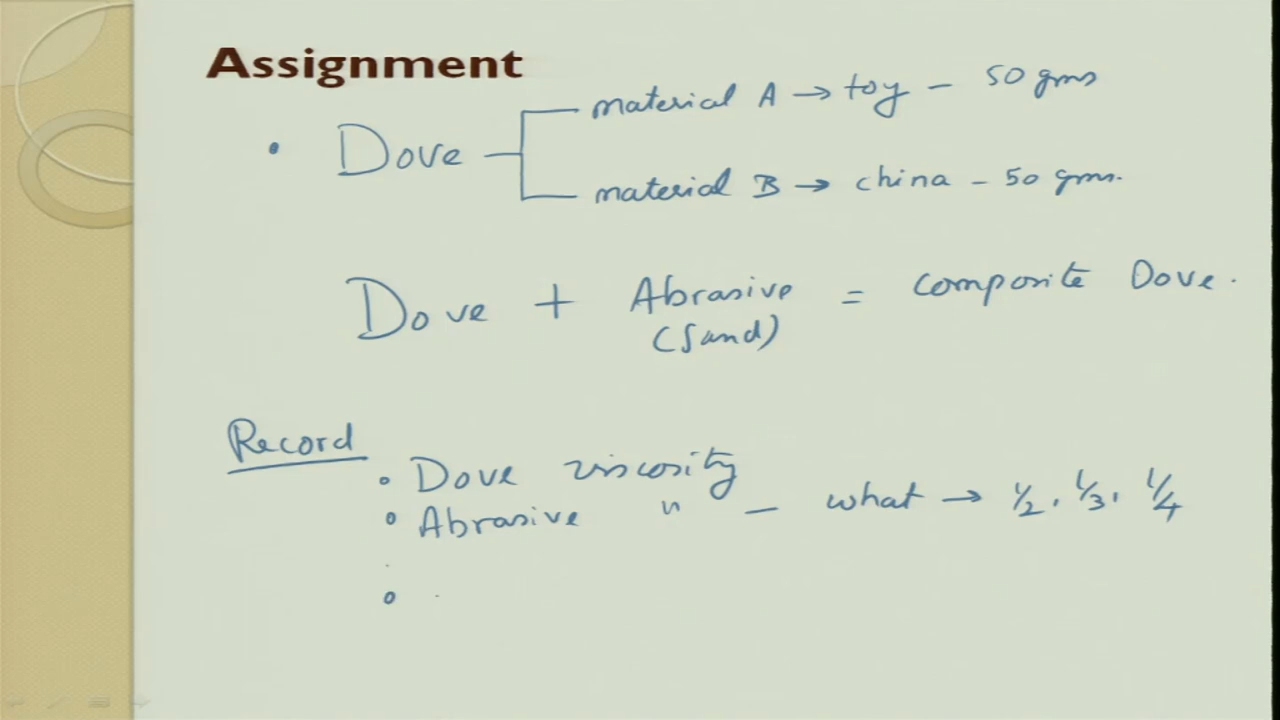 Assignment
• Dove
material A → toy - 50 gms
material B → china - 50 gms.
Dove + Abrasive = composite Dove.
(Sand)
Record
• Dove viscosity
• Abrasive " - what → 1/2, 1/3, 1/4
•